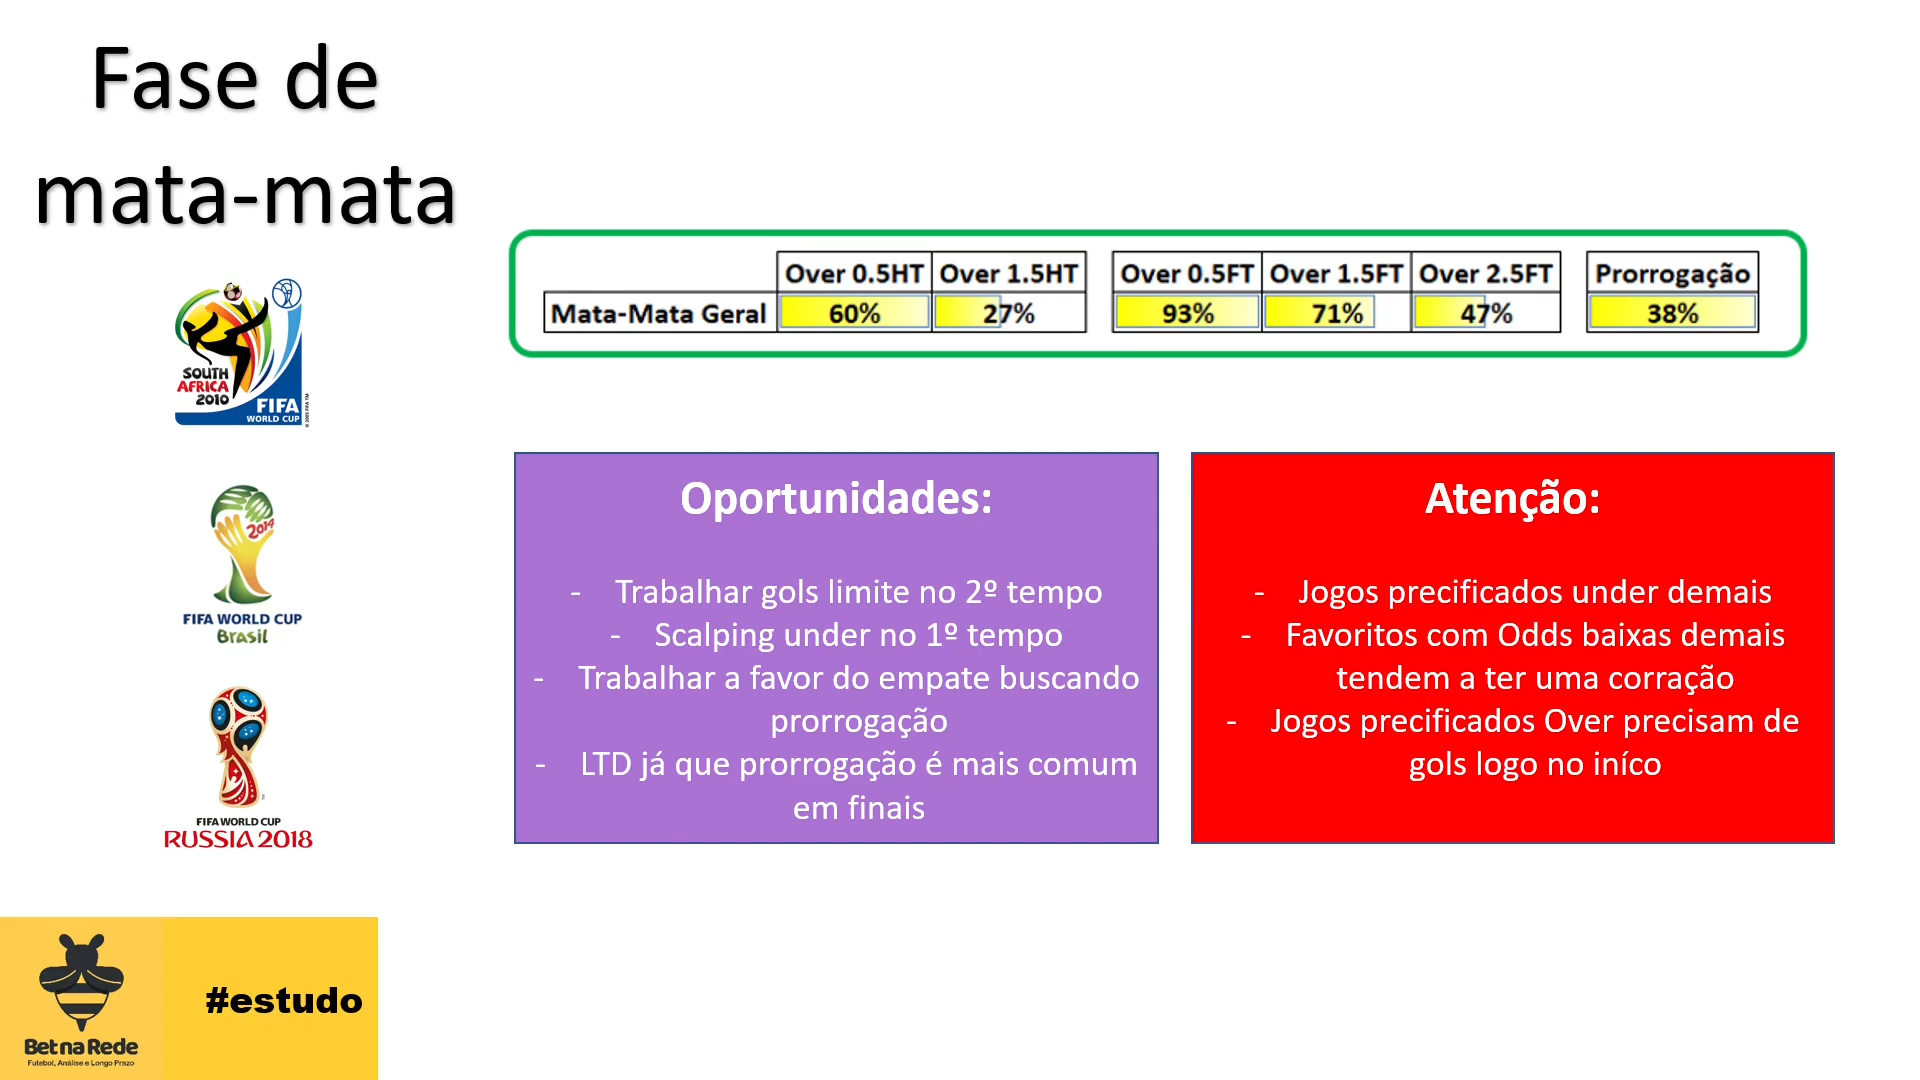 Fase de
mata-mata
SOUTH
AFRICA
2010
FIFA
WORLD CUP
2014
FIFA WORLD CUP
Brasil
FIFA WORLD CUP
RUSSIA 2018
Over 0.5HT Over 1.5HT Over 0.5FT Over 1.5FT Over 2.5FT Prorrogação
Mata-Mata Geral 60% 27% 93% 71% 47% 38%
Oportunidades:
- Trabalhar gols limite no 2º tempo
- Scalping under no 1º tempo
- Trabalhar a favor do empate buscando
prorrogação
- LTD já que prorrogação é mais comum
em finais
Atenção:
- Jogos precificados under demais
- Favoritos com Odds baixas demais
tendem a ter uma corração
- Jogos precificados Over precisam de
gols logo no iníco
#estudo
Bet na Rede
Futebol, Análise e Longo Prazo